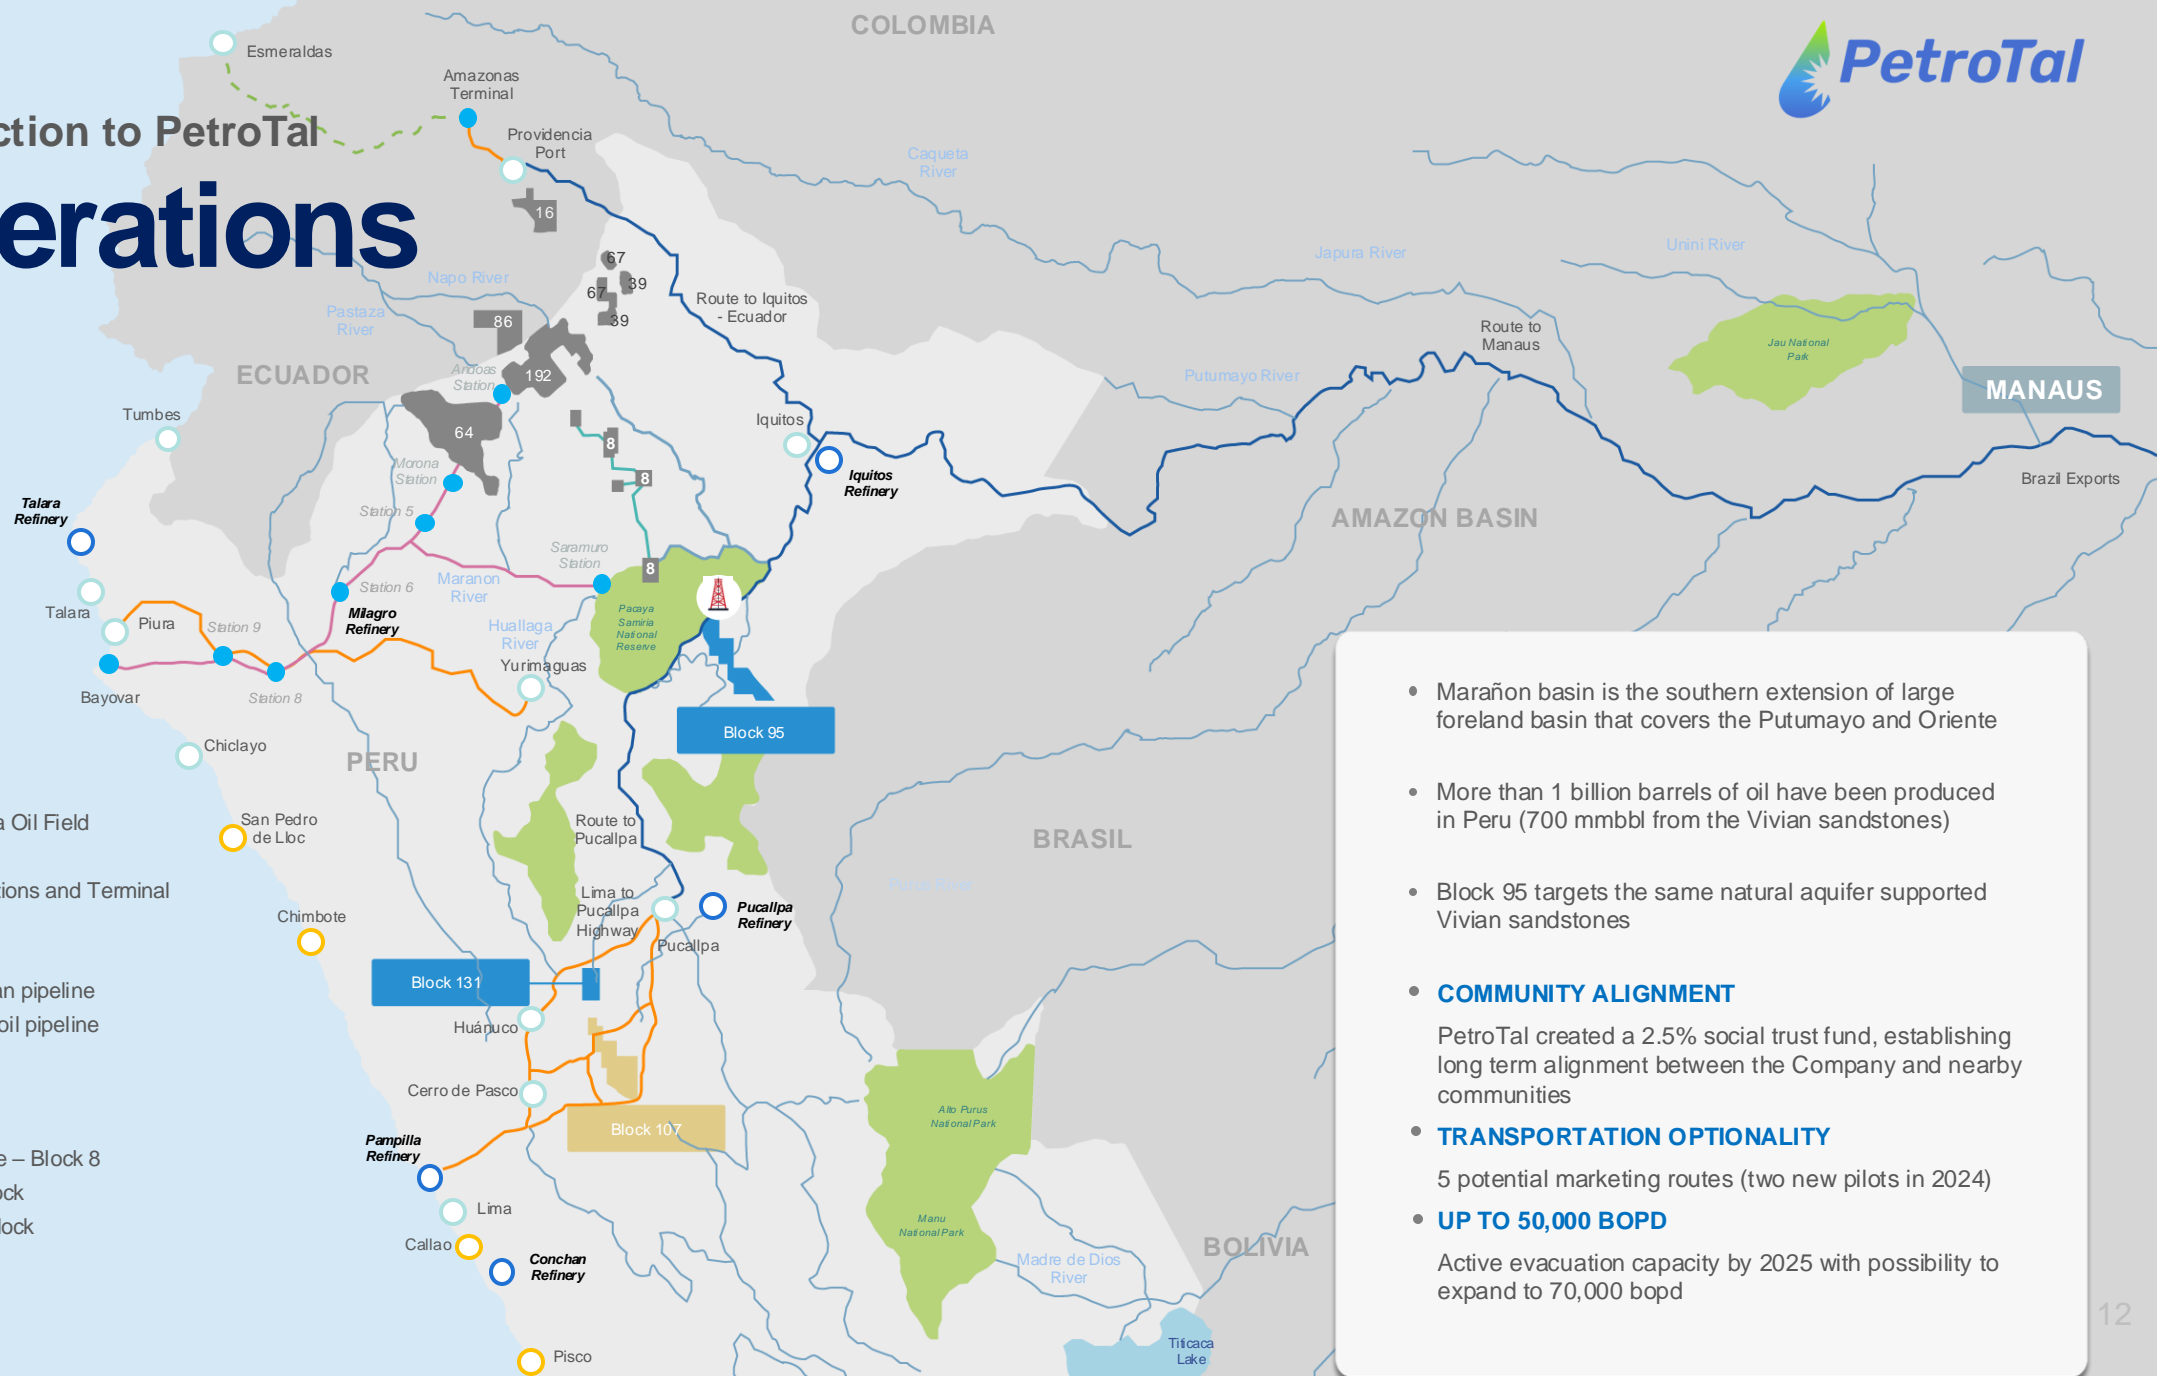 COLOMBIA
PetroTal
Esmeraldas
Amazonas
Terminal
ction to PetroTal
Providencia
Port
erations
Caqueta
River
16
67
39
67
39
Napo River
Pastaza
River
86
Route to Iquitos
- Ecuador
Japura River
Unini River
Route to
Manaus
Jau National
Park
ECUADOR
Andoas
Station
192
Putumayo River
MANAUS
Tumbes
64
Iquitos
8
Morona
Station
8
Iquitos
Refinery
Brazil Exports
Talara
Refinery
Station 5
AMAZON BASIN
Saramuro
Station
8
Station 6
Maranon
River
Milagro
Refinery
Talara
Piura
Station 9
Huallaga
River
Pacaya
Samiria
National
Reserve
Yurimaguas
Bayovar
Station 8
Block 95
Chiclayo
PERU
a Oil Field
San Pedro
de Lloc
Route to
Pucallpa
BRASIL
Purus River
tions and Terminal
Lima to
Pucallpa
Highway
Pucallpa
Refinery
Pucallpa
Chimbote
Block 131
an pipeline
oil pipeline
Huánuco
Cerro de Pasco
Block 107
Alto Purus
National Park
Pampilla
Refinery
e – Block 8
ock
lock
Lima
Callao
Manu
National Park
Conchan
Refinery
Madre de Dios
River
BOLIVIA
Titicaca
Lake
Pisco
• Marañon basin is the southern extension of large
foreland basin that covers the Putumayo and Oriente
• More than 1 billion barrels of oil have been produced
in Peru (700 mmbbl from the Vivian sandstones)
• Block 95 targets the same natural aquifer supported
Vivian sandstones
• COMMUNITY ALIGNMENT
PetroTal created a 2.5% social trust fund, establishing
long term alignment between the Company and nearby
communities
• TRANSPORTATION OPTIONALITY
5 potential marketing routes (two new pilots in 2024)
• UP TO 50,000 BOPD
Active evacuation capacity by 2025 with possibility to
expand to 70,000 bopd
12